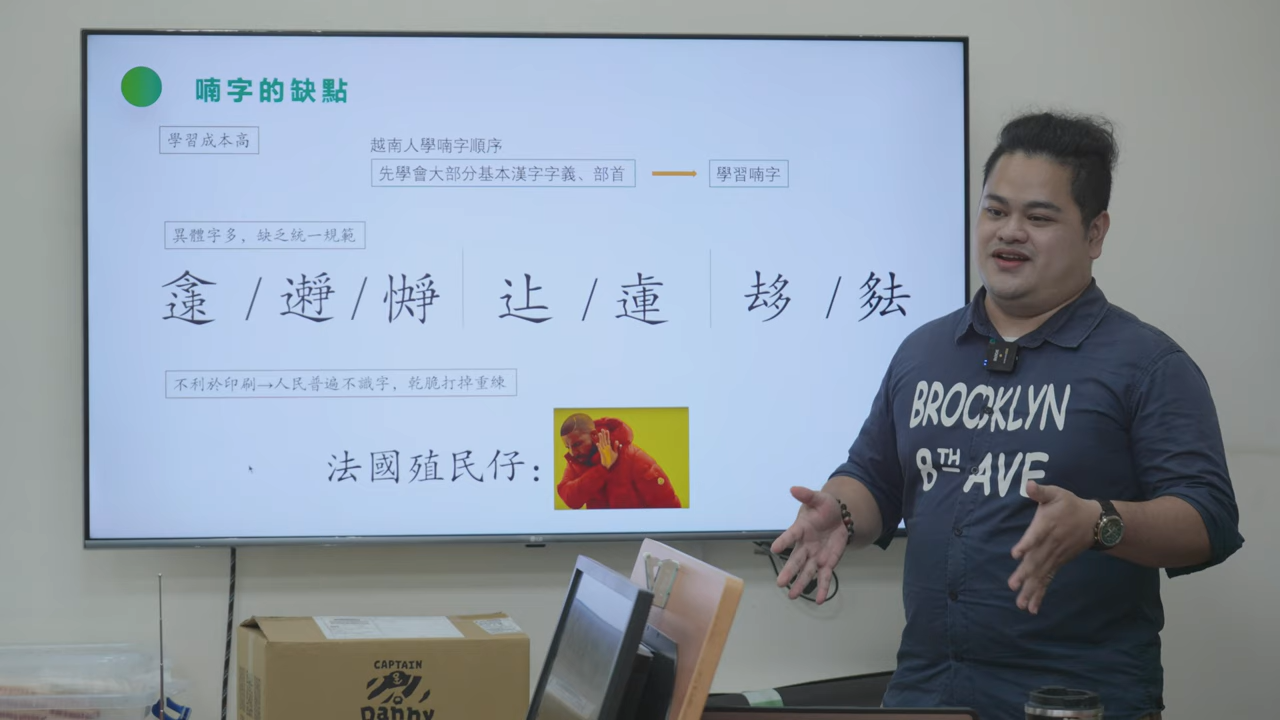 喃字的缺點
學習成本高
越南人學喃字順序
先學會大部分基本漢字字義、部首
學習喃字
異體字多，缺乏統一規範
不利於印刷→人民普遍不識字，乾脆打掉重練
法國殖民仔：
BROOKLYN
8TH AVE
CAPTAIN
Danny